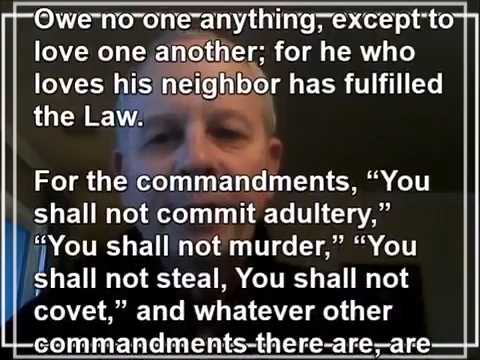 Owe no one anything, except to
love one another; for he who
loves his neighbor has fulfilled
the Law.
For the commandments, “You
shall not commit adultery,”
“You shall not murder,” “You
shall not steal, You shall not
covet,” and whatever other
commandments there are, are